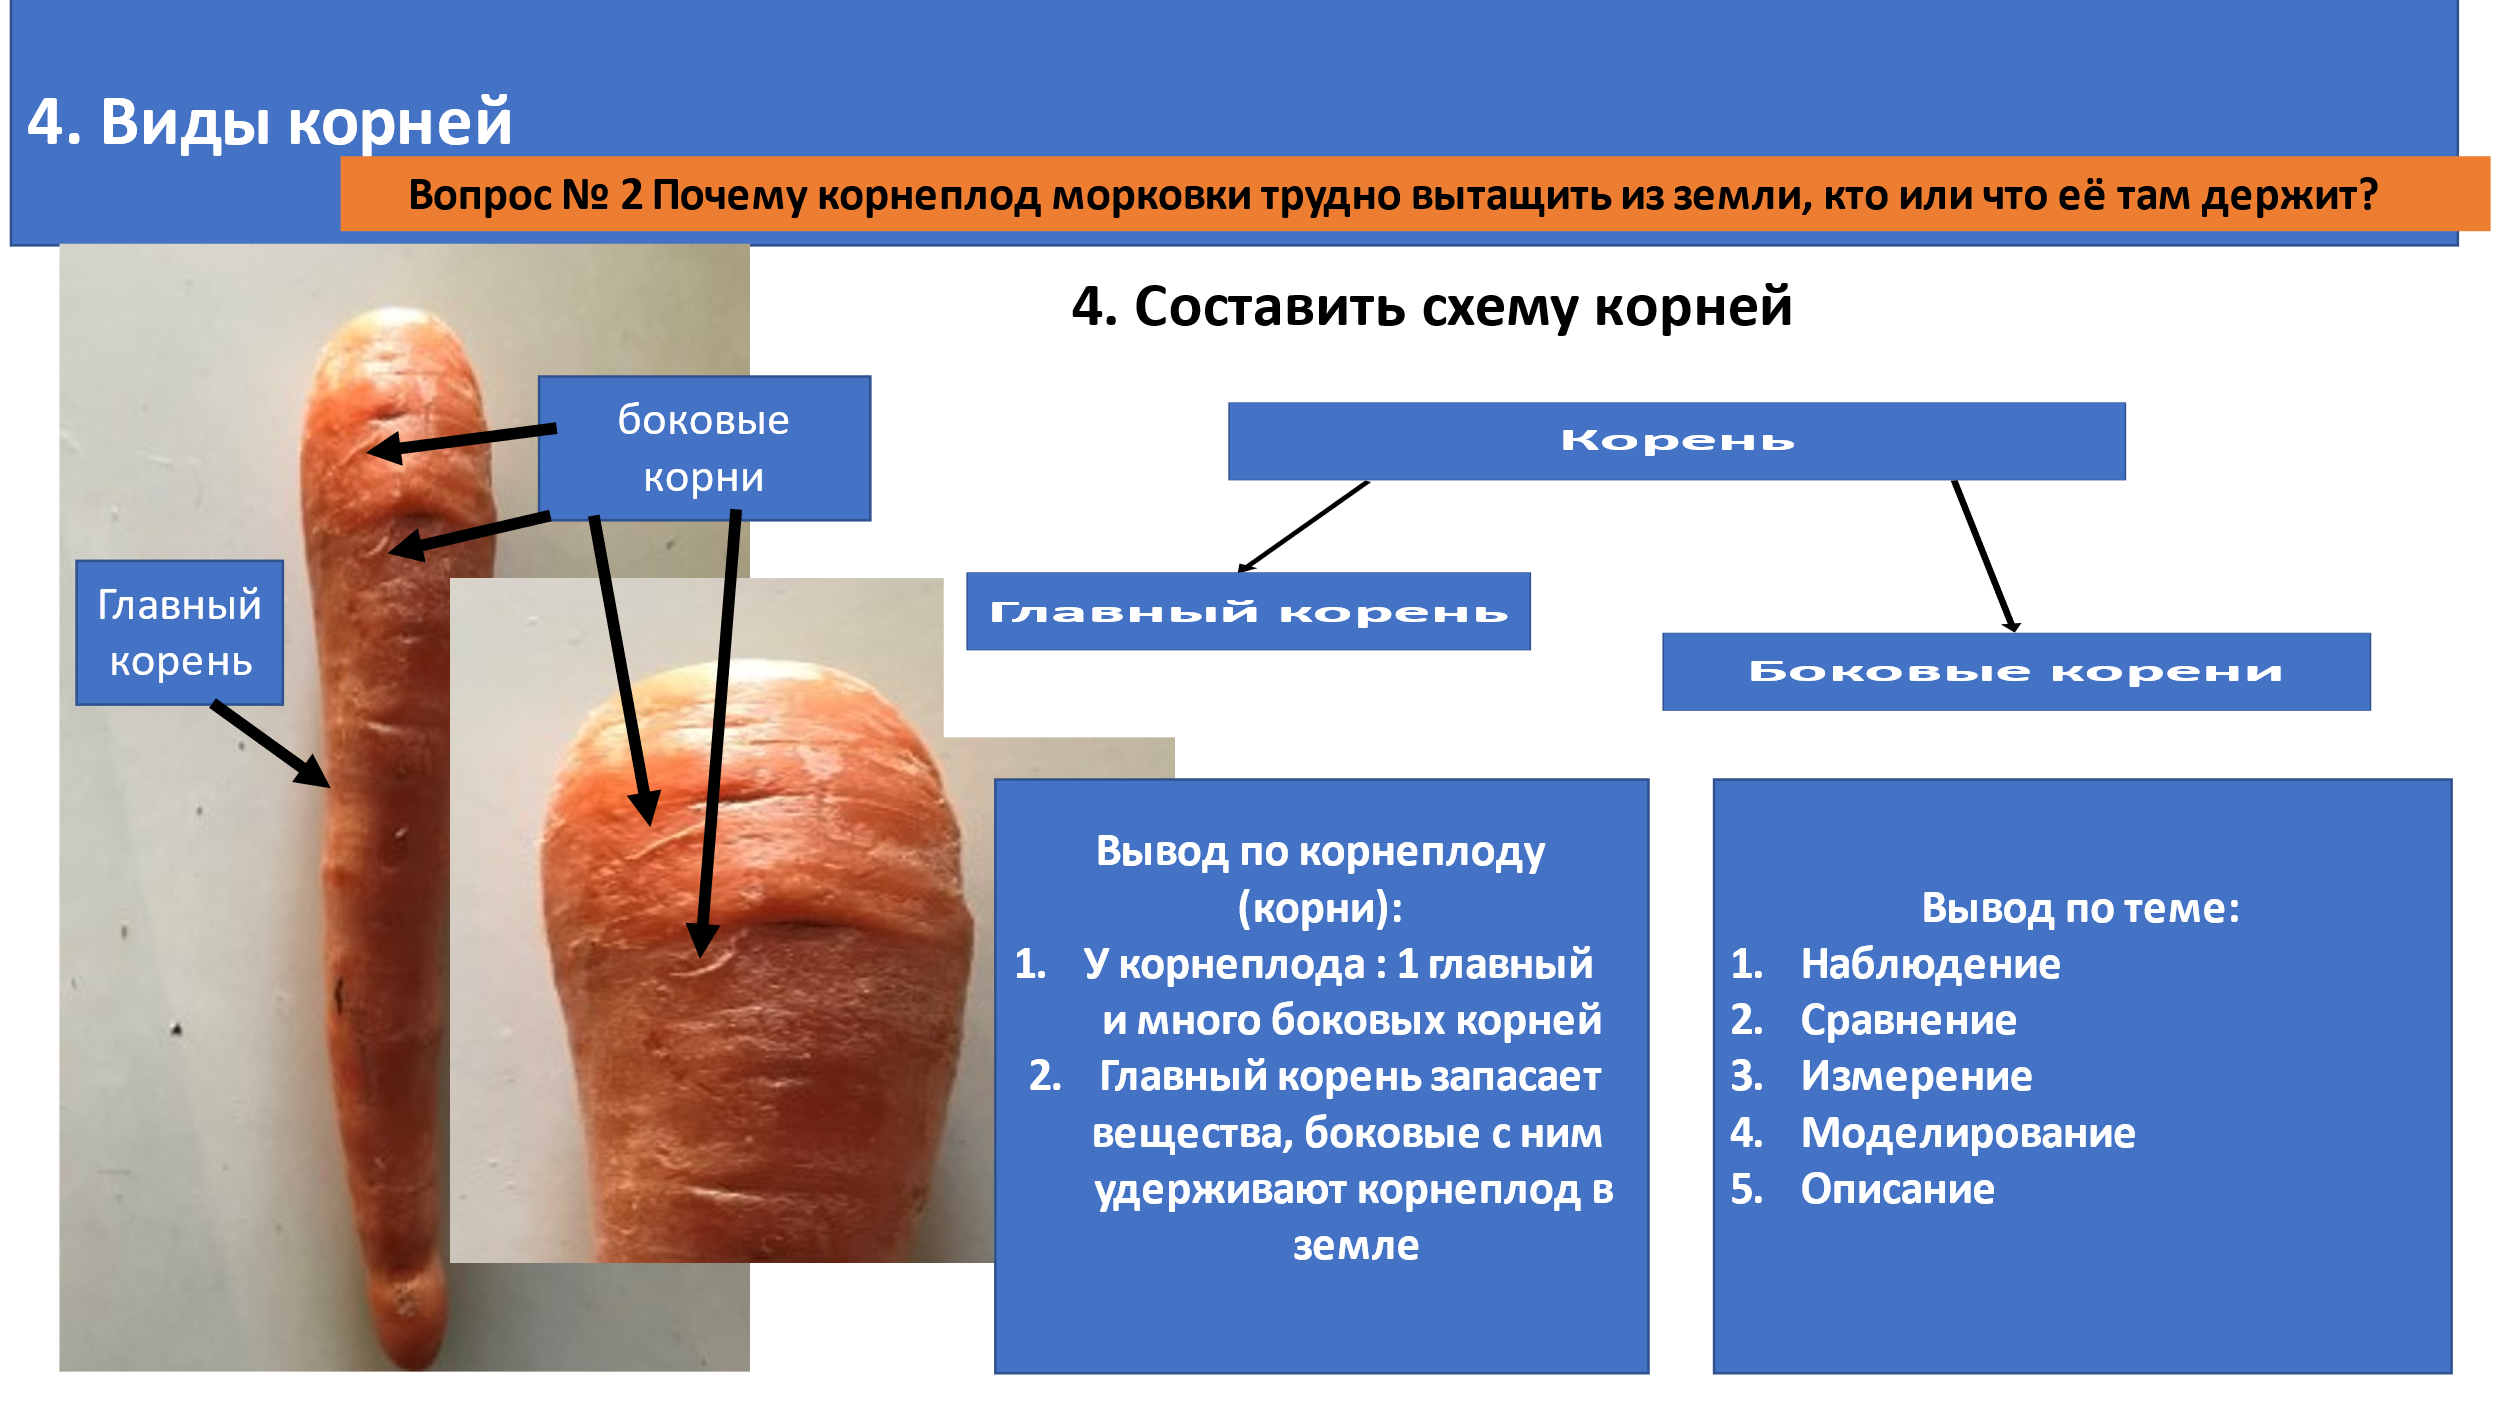 4. Виды корней
Вопрос № 2 Почему корнеплод морковки трудно вытащить из земли, кто или что её там держит?
4. Составить схему корней
боковые
корни
Главный
корень
Корень
Главный корень
Боковые корени
Вывод по корнеплоду
(корни):
1. У корнеплода : 1 главный
и много боковых корней
2. Главный корень запасает
вещества, боковые с ним
удерживают корнеплод в
земле
Вывод по теме:
1. Наблюдение
2. Сравнение
3. Измерение
4. Моделирование
5. Описание